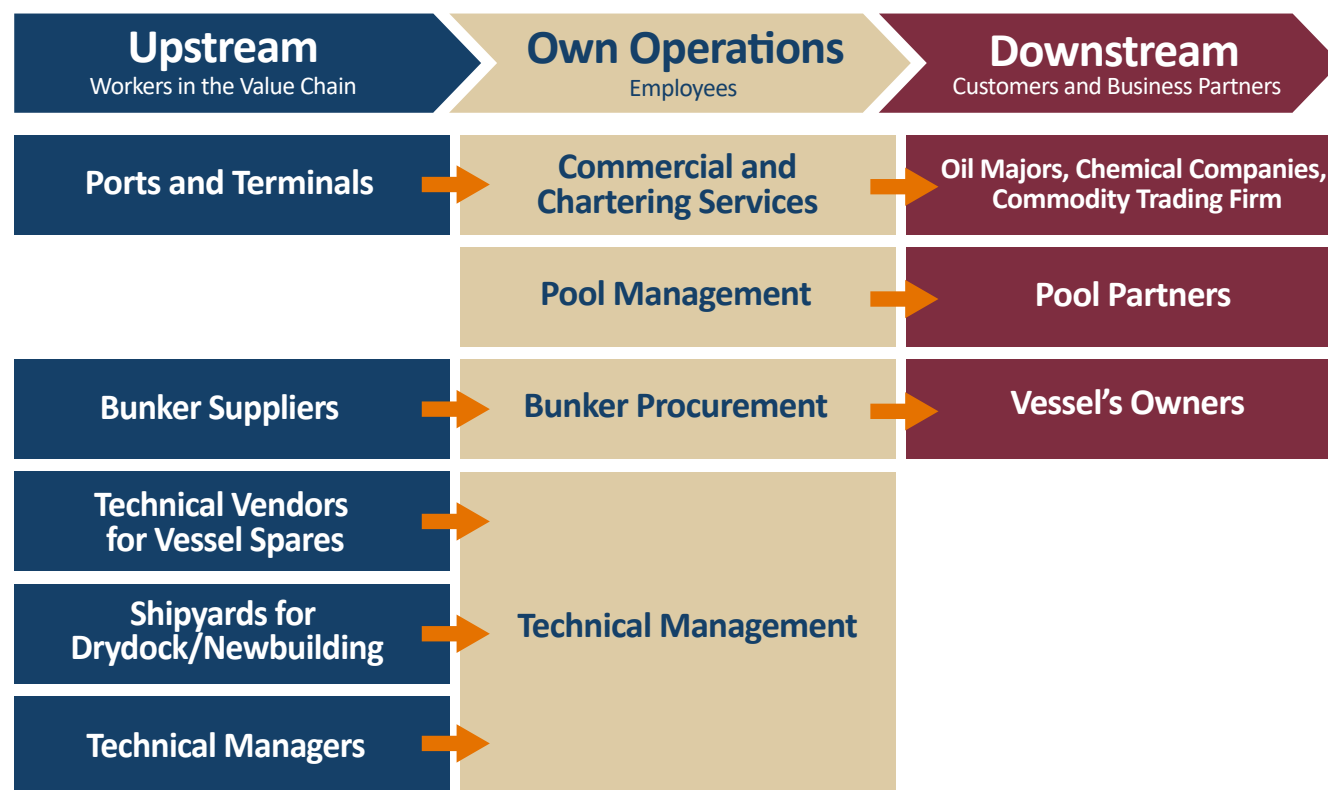 Upstream
Workers in the Value Chain
Own Operations
Employees
Downstream
Customers and Business Partners
Ports and Terminals
Commercial and
Chartering Services
Oil Majors, Chemical Companies,
Commodity Trading Firm
Pool Management
Pool Partners
Bunker Suppliers
Bunker Procurement
Vessel’s Owners
Technical Vendors
for Vessel Spares
Shipyards for
Drydock/Newbuilding
Technical Management
Technical Managers